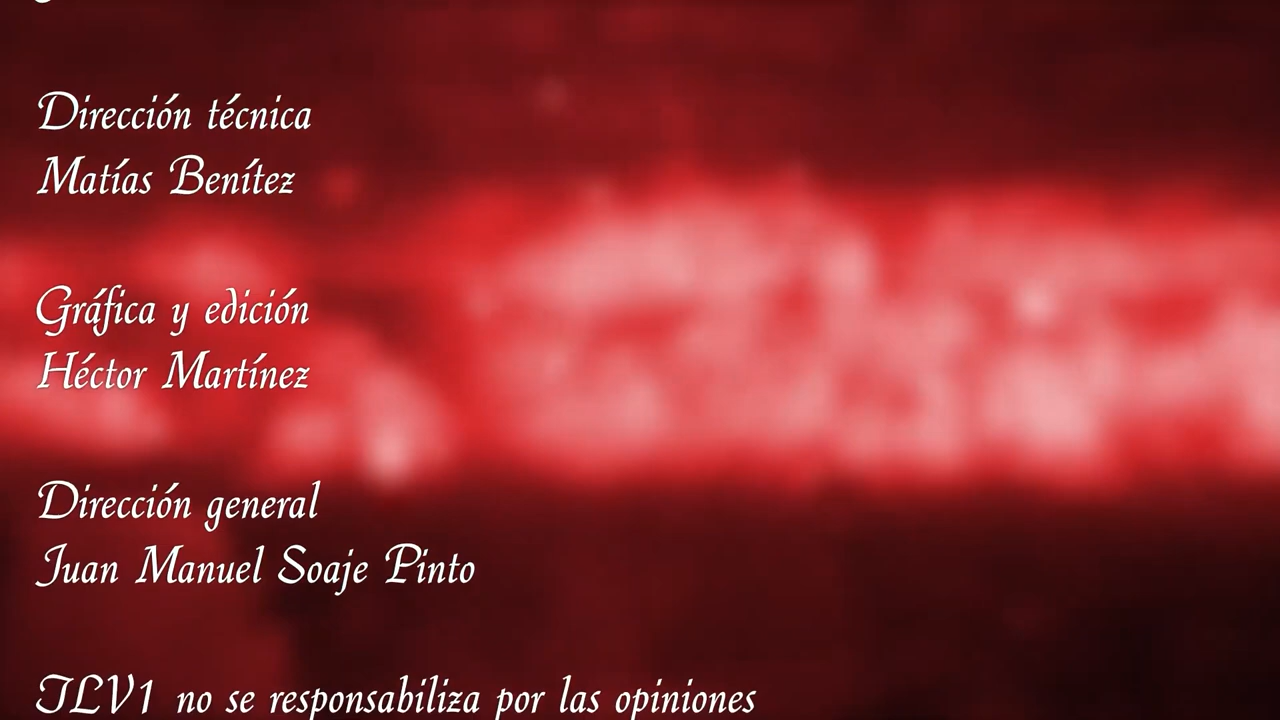 Dirección técnica
Matías Benítez
Gráfica y edición
Héctor Martínez
Dirección general
Juan Manuel Soaje Pinto
TLV1 no se responsabiliza por las opiniones